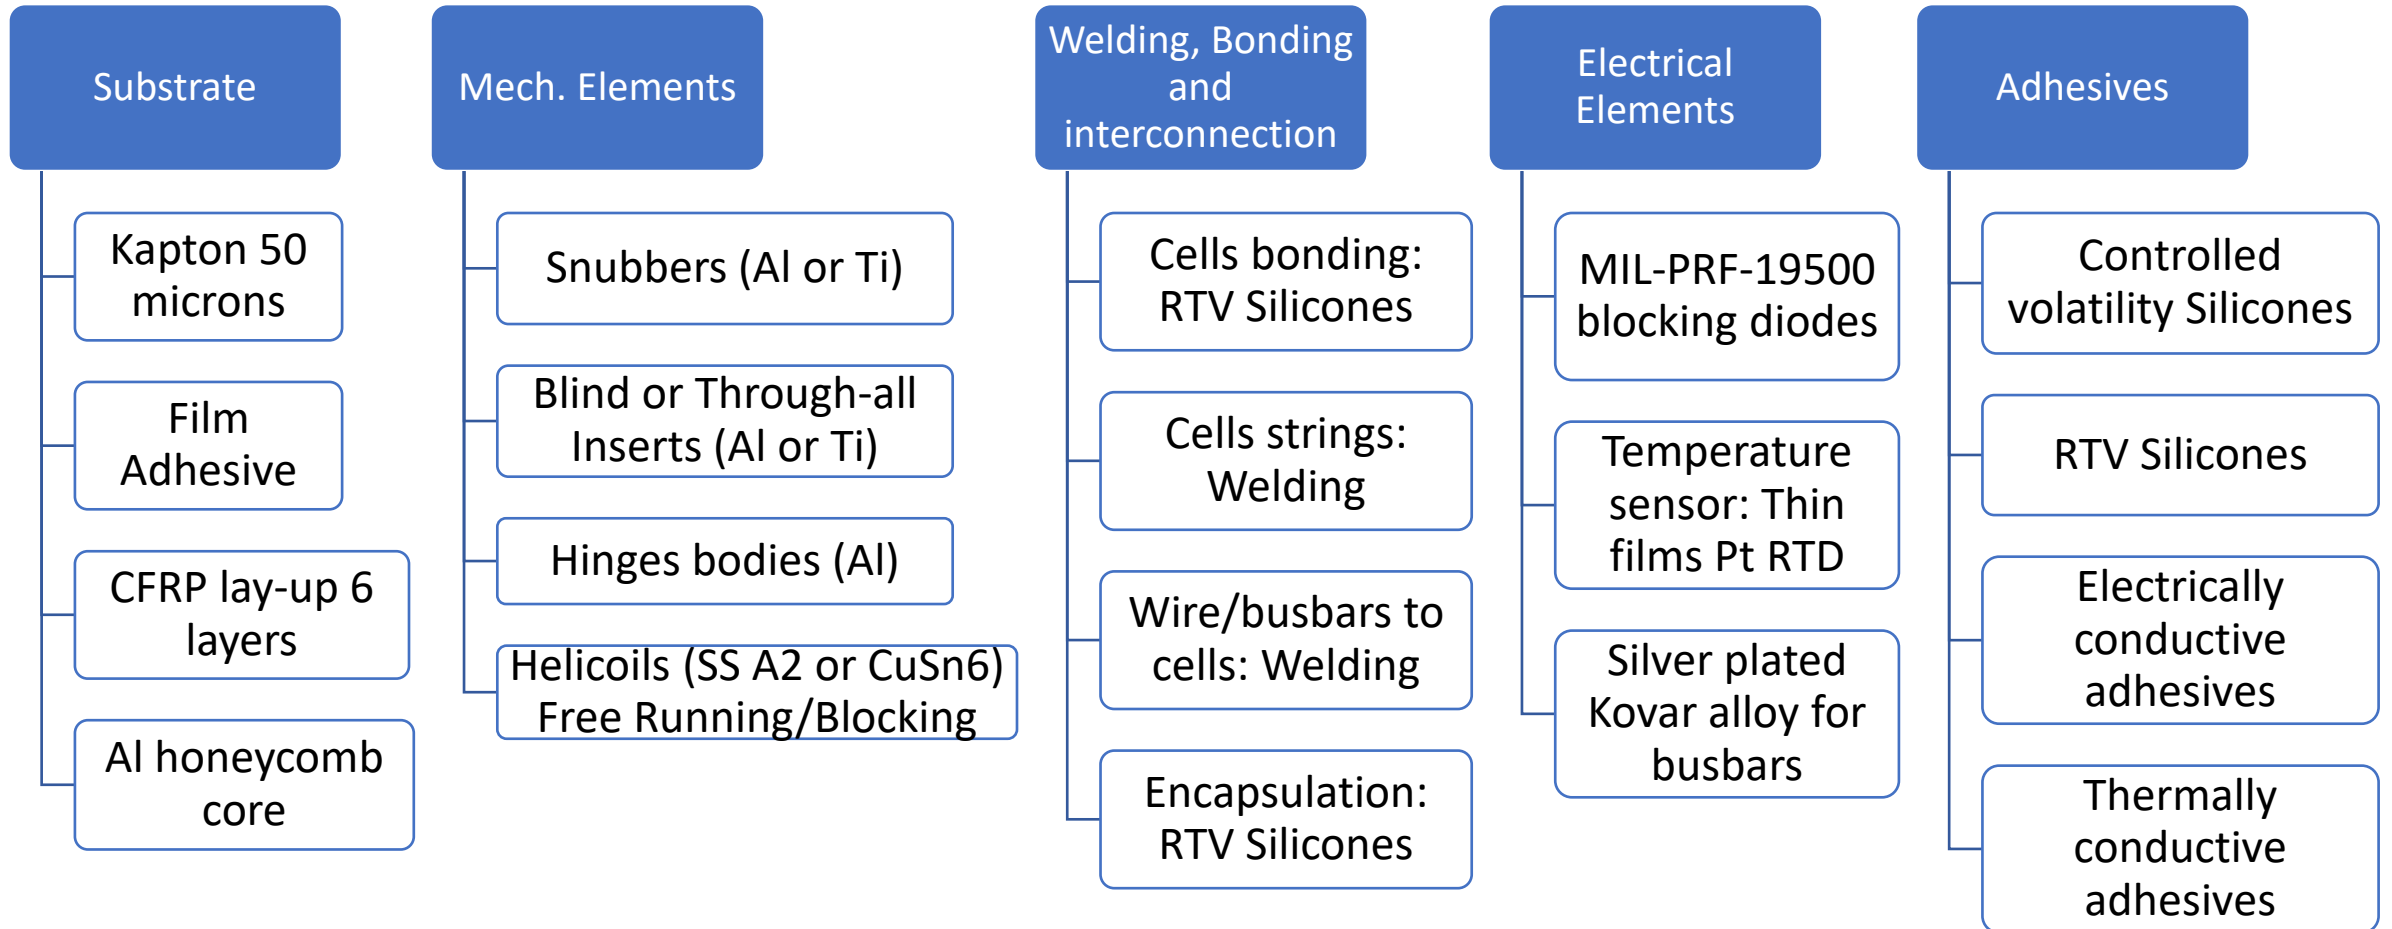 Substrate
Kapton 50
microns
Film
Adhesive
CFRP lay-up 6
layers
Al honeycomb
core
Mech. Elements
Snubbers (Al or Ti)
Blind or Through-all
Inserts (Al or Ti)
Hinges bodies (Al)
Helicoils (SS A2 or CuSn6)
Free Running/Blocking
Welding, Bonding
and
interconnection
Cells bonding:
RTV Silicones
Cells strings:
Welding
Wire/busbars to
cells: Welding
Encapsulation:
RTV Silicones
Electrical
Elements
MIL-PRF-19500
blocking diodes
Temperature
sensor: Thin
films Pt RTD
Silver plated
Kovar alloy for
busbars
Adhesives
Controlled
volatility Silicones
RTV Silicones
Electrically
conductive
adhesives
Thermally
conductive
adhesives